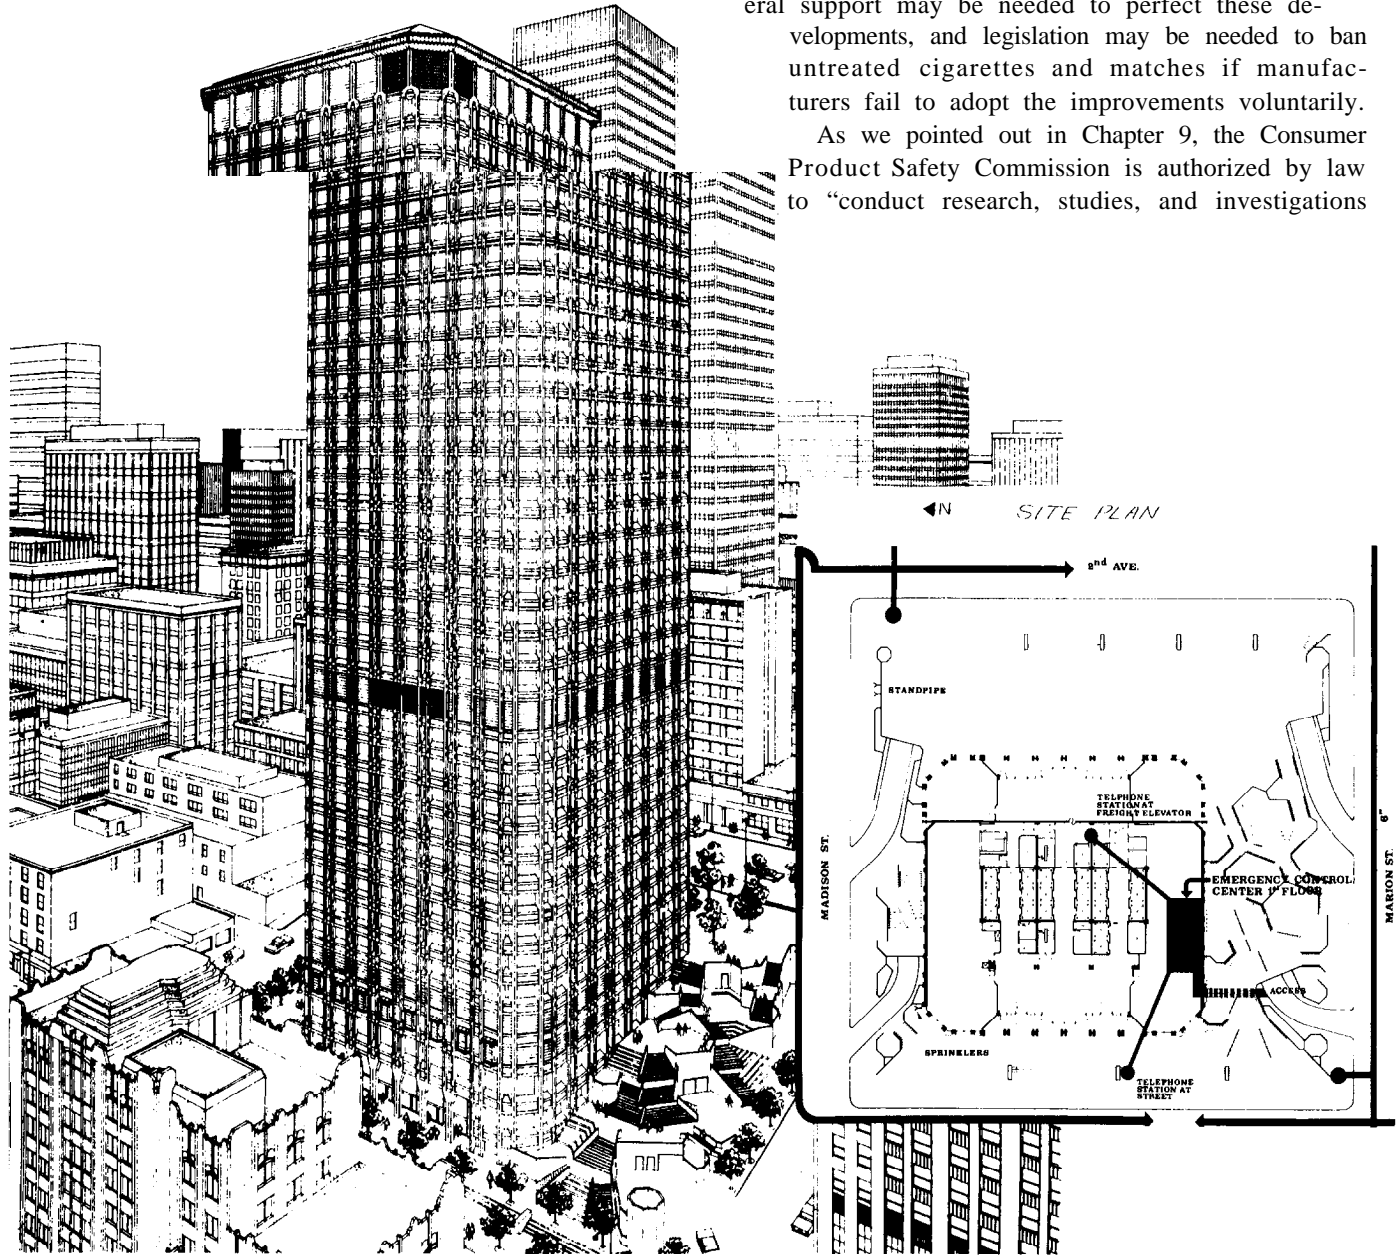 eral support may be needed to perfect these de-
velopments, and legislation may be needed to ban
untreated cigarettes and matches if manufac-
turers fail to adopt the improvements voluntarily.
As we pointed out in Chapter 9, the Consumer
Product Safety Commission is authorized by law
to “conduct research, studies, and investigations
N SITE PLAN
2nd AVE.
STANDPIPE
TELPHONE
STATION AT
FREIGHT ELEVATOR
MADISON ST.
6"
MARION ST.
EMERGENCY CONTROL
CENTER 1st FLOOR
ACCESS
SPRINKLERS
TELEPHONE
STATION AT
STREET